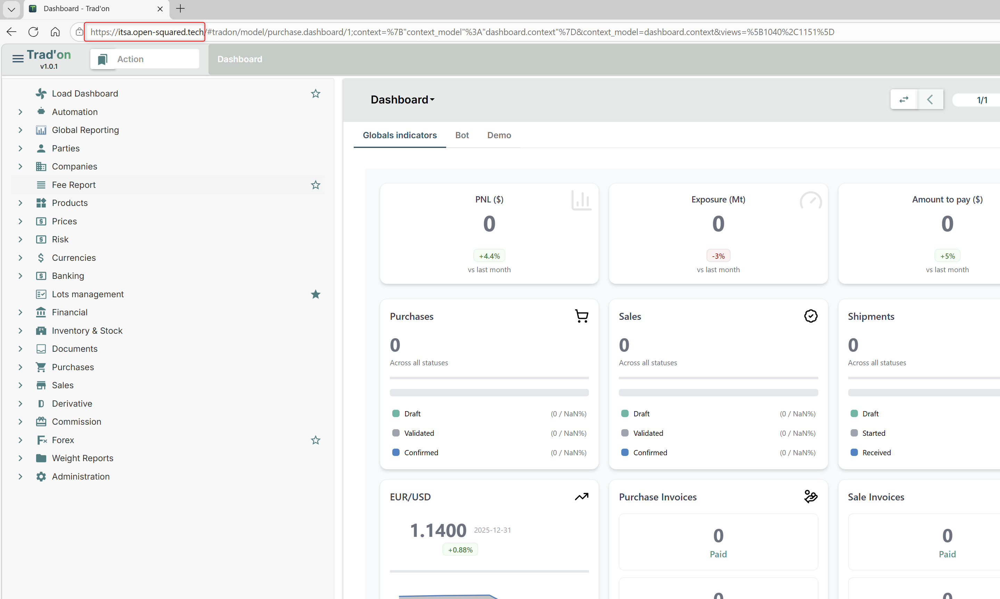 Dashboard - Trad'on
https://itsa.open-squared.tech/#tradon/model/purchase.dashboard/1;context=%7B"context_model"%3A"dashboard.context"%7D&context_model=dashboard.context&views=%5B1040%2C1151%5D
Trad'on
v1.0.1
Action
Dashboard
Load Dashboard
Automation
Global Reporting
Parties
Companies
Fee Report
Products
Prices
Risk
Currencies
Banking
Lots management
Financial
Inventory & Stock
Documents
Purchases
Sales
Derivative
Commission
Forex
Weight Reports
Administration
Dashboard
1/1
Globals indicators Bot Demo
PNL ($)
0
+4.4%
vs last month
Exposure (Mt)
0
-3%
vs last month
Amount to pay ($)
0
+5%
vs last month
Purchases
0
Across all statuses
Draft (0 / NaN%)
Validated (0 / NaN%)
Confirmed (0 / NaN%)
Sales
0
Across all statuses
Draft (0 / NaN%)
Validated (0 / NaN%)
Confirmed (0 / NaN%)
Shipments
0
Across all statuses
Draft
Started
Received
EUR/USD
1.1400 2025-12-31
+0.88%
Purchase Invoices
0
Paid
0
Sale Invoices
0
Paid
0